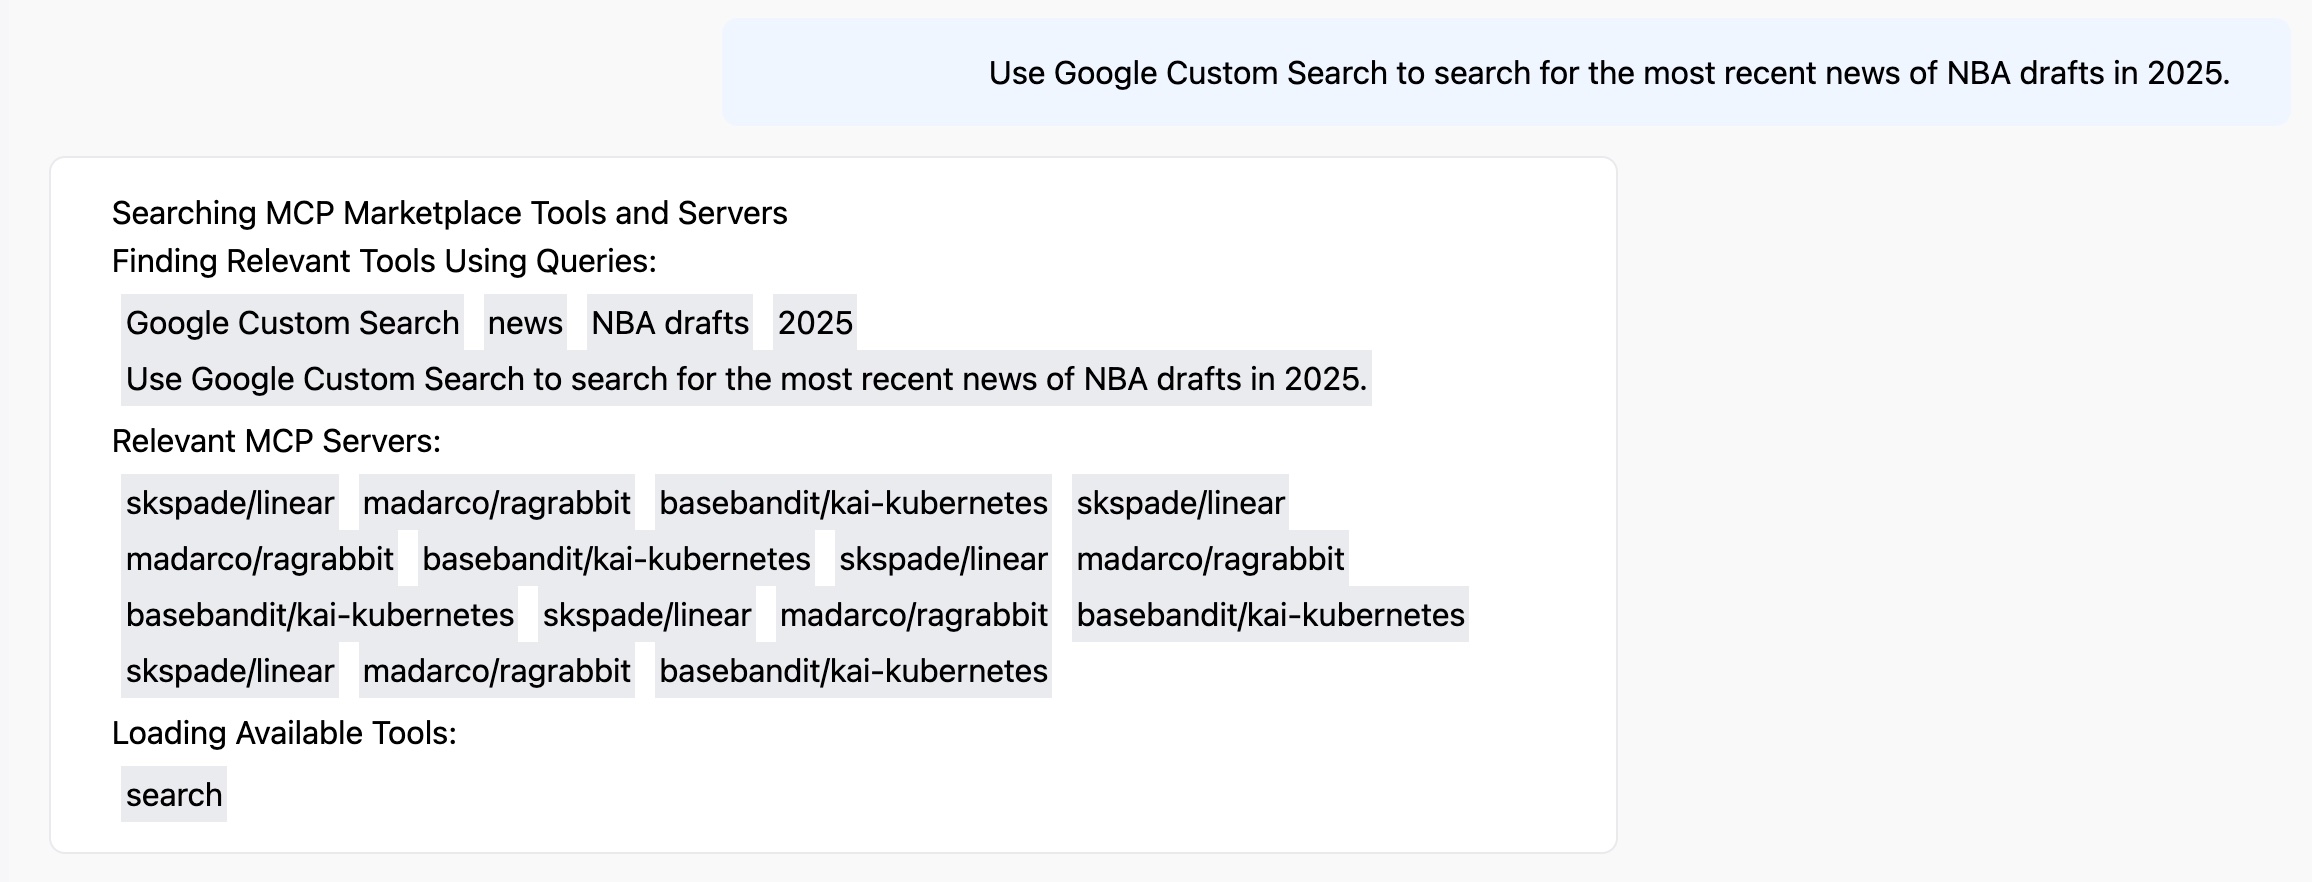 Use Google Custom Search to search for the most recent news of NBA drafts in 2025.
Searching MCP Marketplace Tools and Servers
Finding Relevant Tools Using Queries:
Google Custom Search news NBA drafts 2025
Use Google Custom Search to search for the most recent news of NBA drafts in 2025.
Relevant MCP Servers:
skspade/linear madarco/ragrabbit basebandit/kai-kubernetes skspade/linear
madarco/ragrabbit basebandit/kai-kubernetes skspade/linear madarco/ragrabbit
basebandit/kai-kubernetes skspade/linear madarco/ragrabbit basebandit/kai-kubernetes
skspade/linear madarco/ragrabbit basebandit/kai-kubernetes
Loading Available Tools:
search